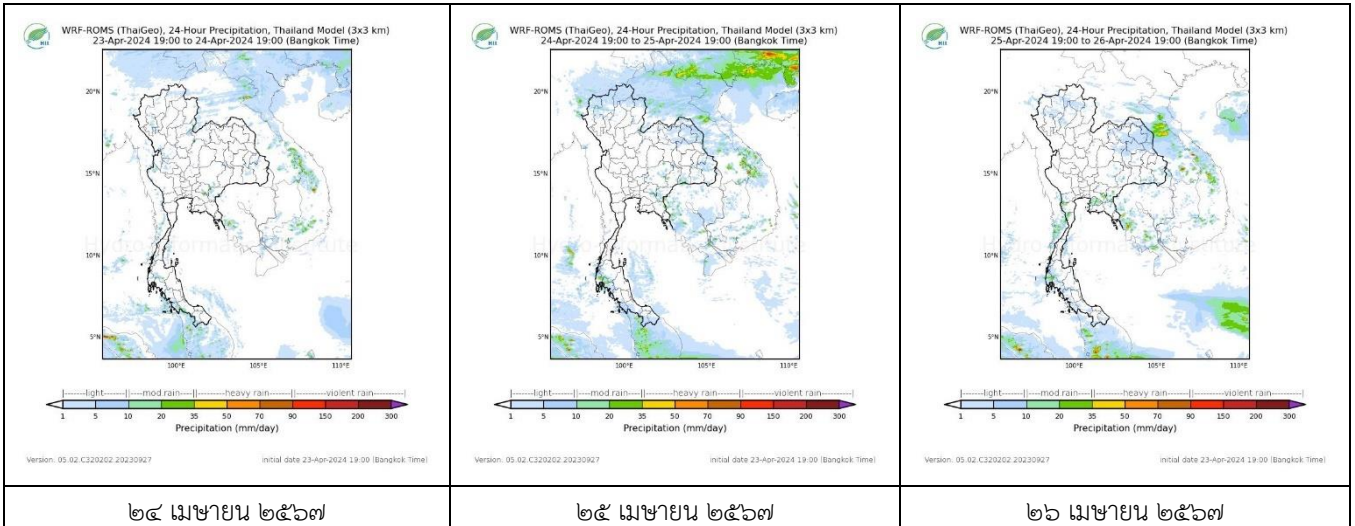 WRF-ROMS (ThaiGeo), 24-Hour Precipitation, Thailand Model (3x3 km)
23-Apr-2024 19:00 to 24-Apr-2024 19:00 (Bangkok Time)
HII
20°N
15°N
10°N
5°N
100°E 105°E 110°E
Hydro Informatics Institute
light mod rain heavy rain violent rain
1 5 10 20 35 50 70 90 150 200 300
Precipitation (mm/day)
Version: 05.02.C320202.20230927 initial date 23-Apr-2024 19:00 (Bangkok Time)
๒๔ เมษายน ๒๕๖๗
WRF-ROMS (ThaiGeo), 24-Hour Precipitation, Thailand Model (3x3 km)
24-Apr-2024 19:00 to 25-Apr-2024 19:00 (Bangkok Time)
HII
20°N
15°N
10°N
5°N
100°E 105°E 110°E
Hydro Informatics Institute
light mod rain heavy rain violent rain
1 5 10 20 35 50 70 90 150 200 300
Precipitation (mm/day)
Version: 05.02.C320202.20230927 initial date 23-Apr-2024 19:00 (Bangkok Time)
๒๕ เมษายน ๒๕๖๗
WRF-ROMS (ThaiGeo), 24-Hour Precipitation, Thailand Model (3x3 km)
25-Apr-2024 19:00 to 26-Apr-2024 19:00 (Bangkok Time)
HII
20°N
15°N
10°N
5°N
100°E 105°E 110°E
Hydro Informatics Institute
light mod rain heavy rain violent rain
1 5 10 20 35 50 70 90 150 200 300
Precipitation (mm/day)
Version: 05.02.C320202.20230927 initial date 23-Apr-2024 19:00 (Bangkok Time)
๒๖ เมษายน ๒๕๖๗